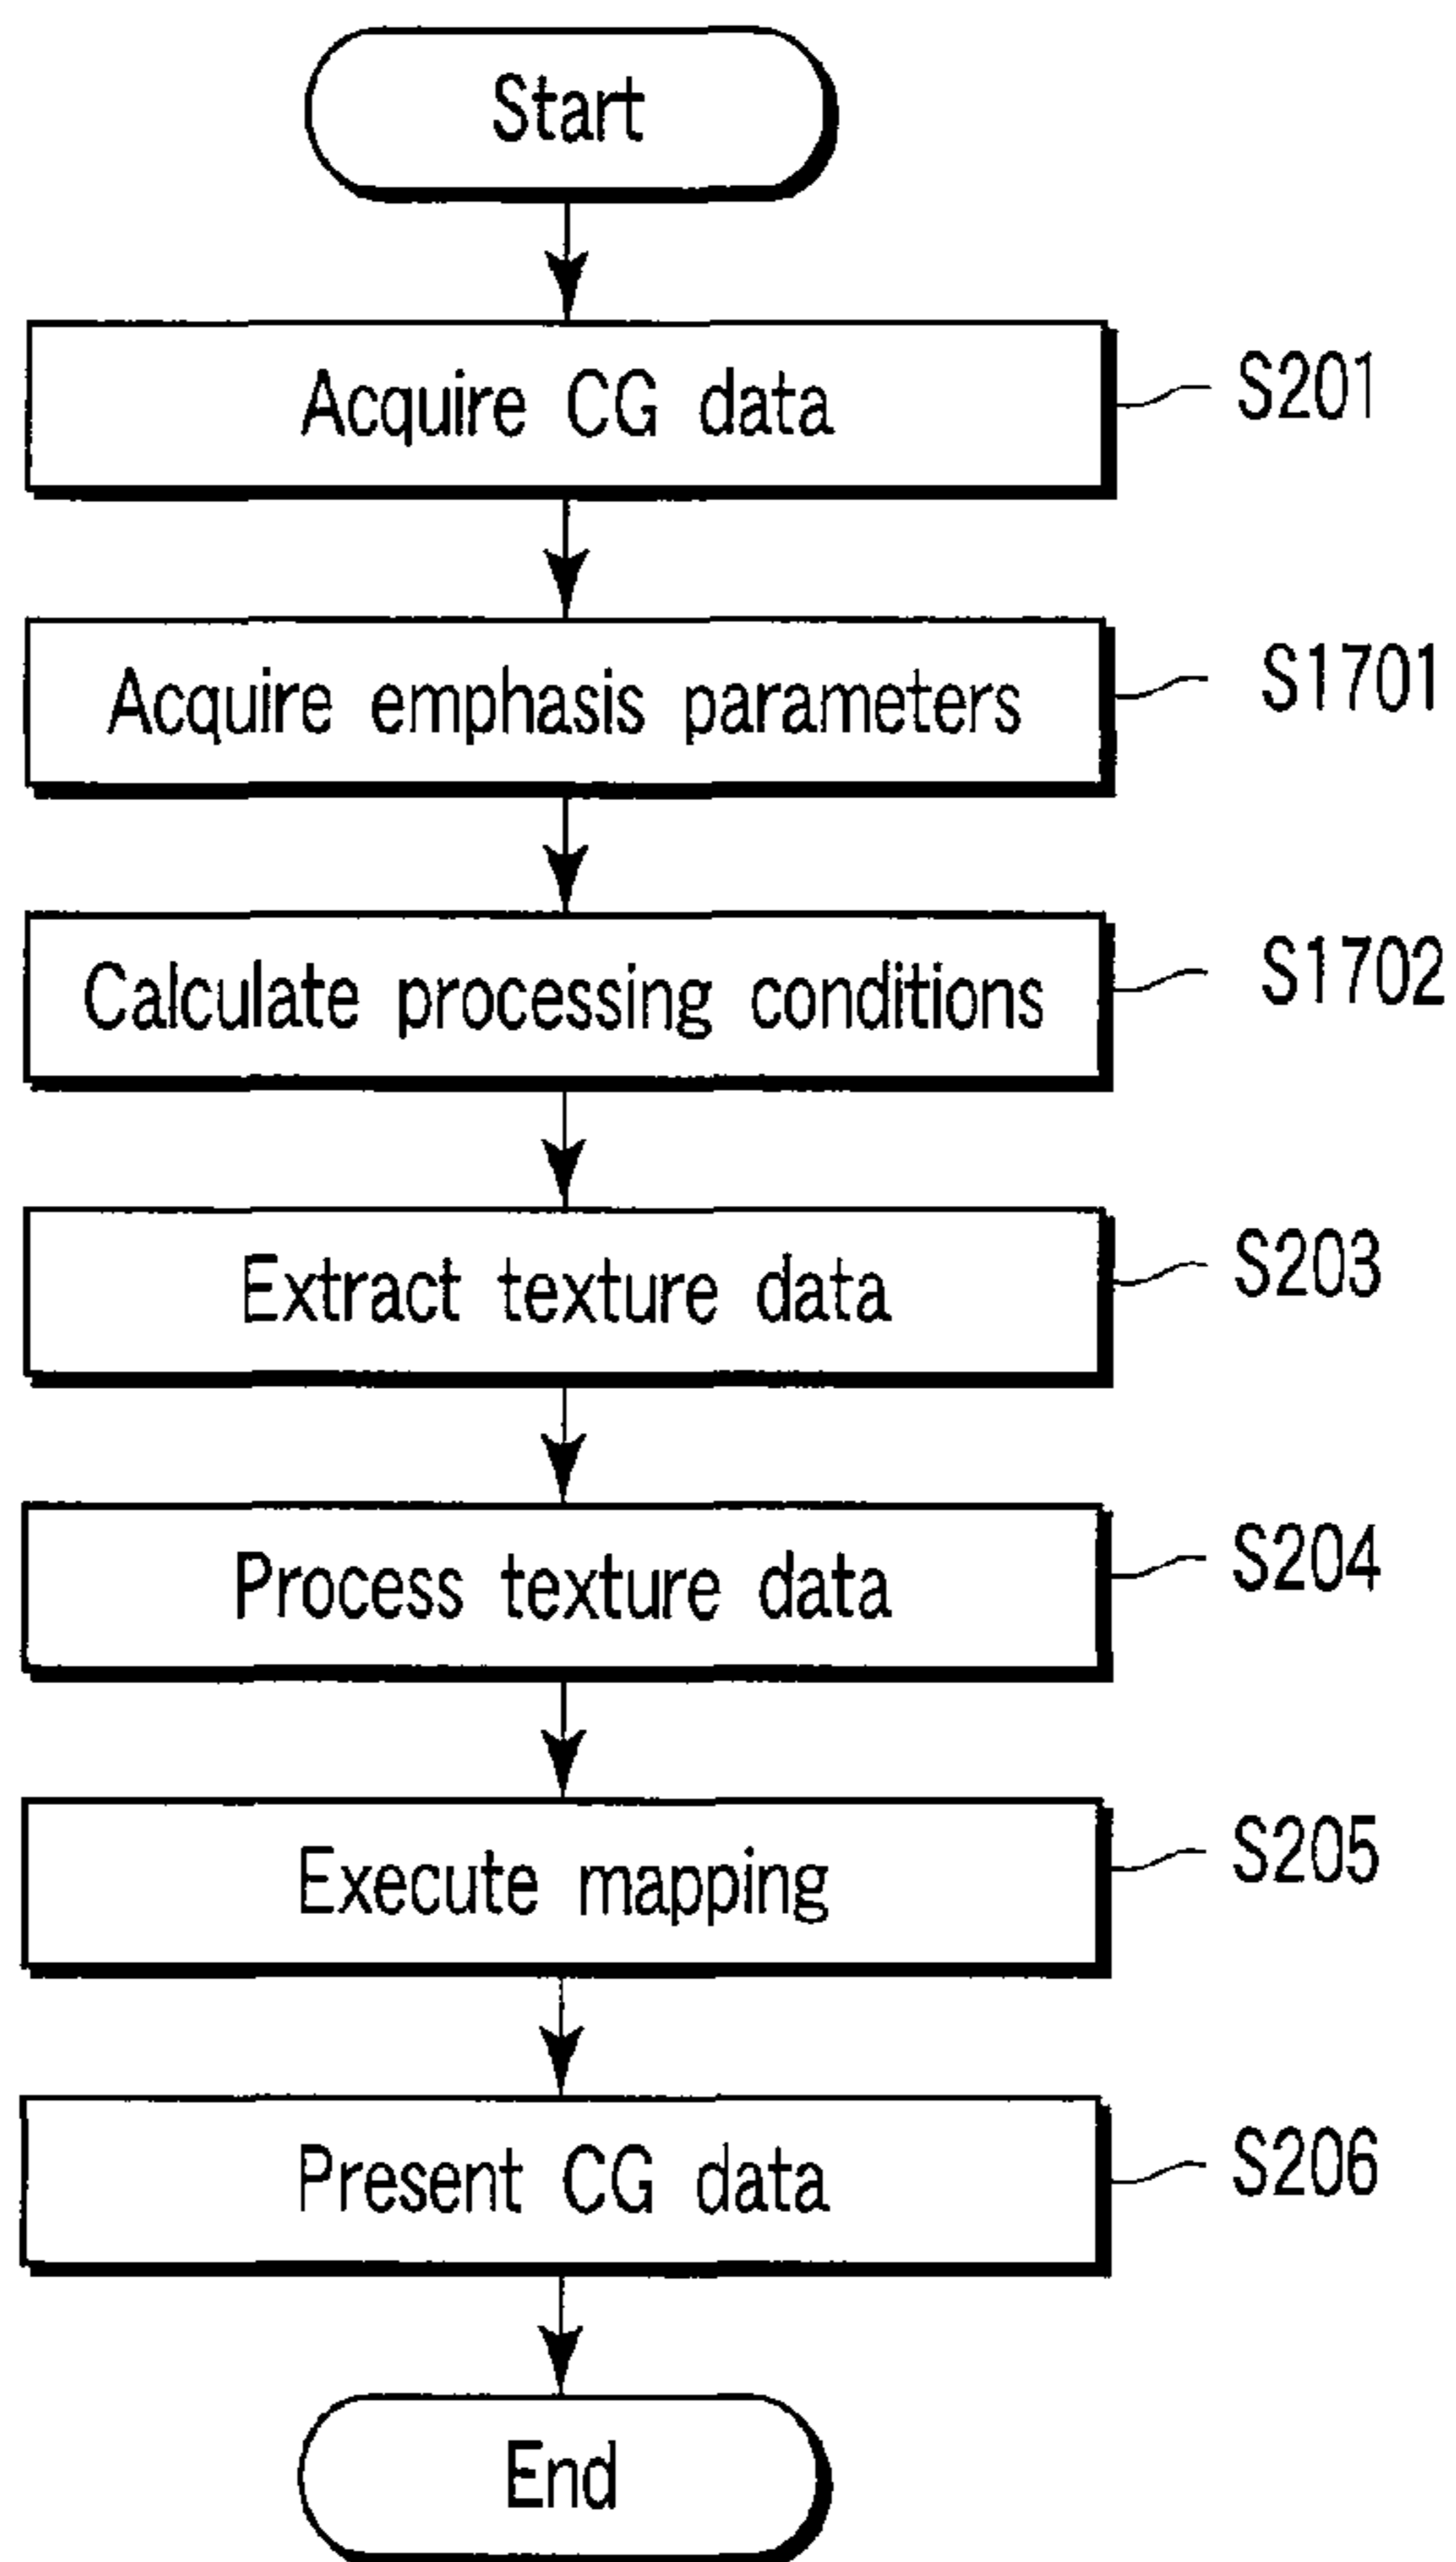 Start
Acquire CG data
S201
Acquire emphasis parameters
S1701
Calculate processing conditions
S1702
Extract texture data
S203
Process texture data
S204
Execute mapping
S205
Present CG data
S206
End